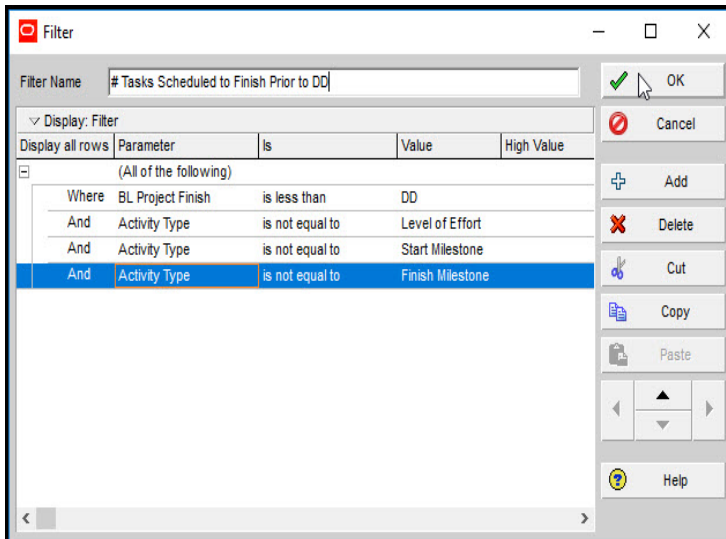 Filter
Filter Name # Tasks Scheduled to Finish Prior to DD OK
Display: Filter Cancel
Display all rows Parameter Is Value High Value
(All of the following)
Where BL Project Finish is less than DD Add
And Activity Type is not equal to Level of Effort Delete
And Activity Type is not equal to Start Milestone
And Activity Type is not equal to Finish Milestone Cut
Copy
Paste
Help